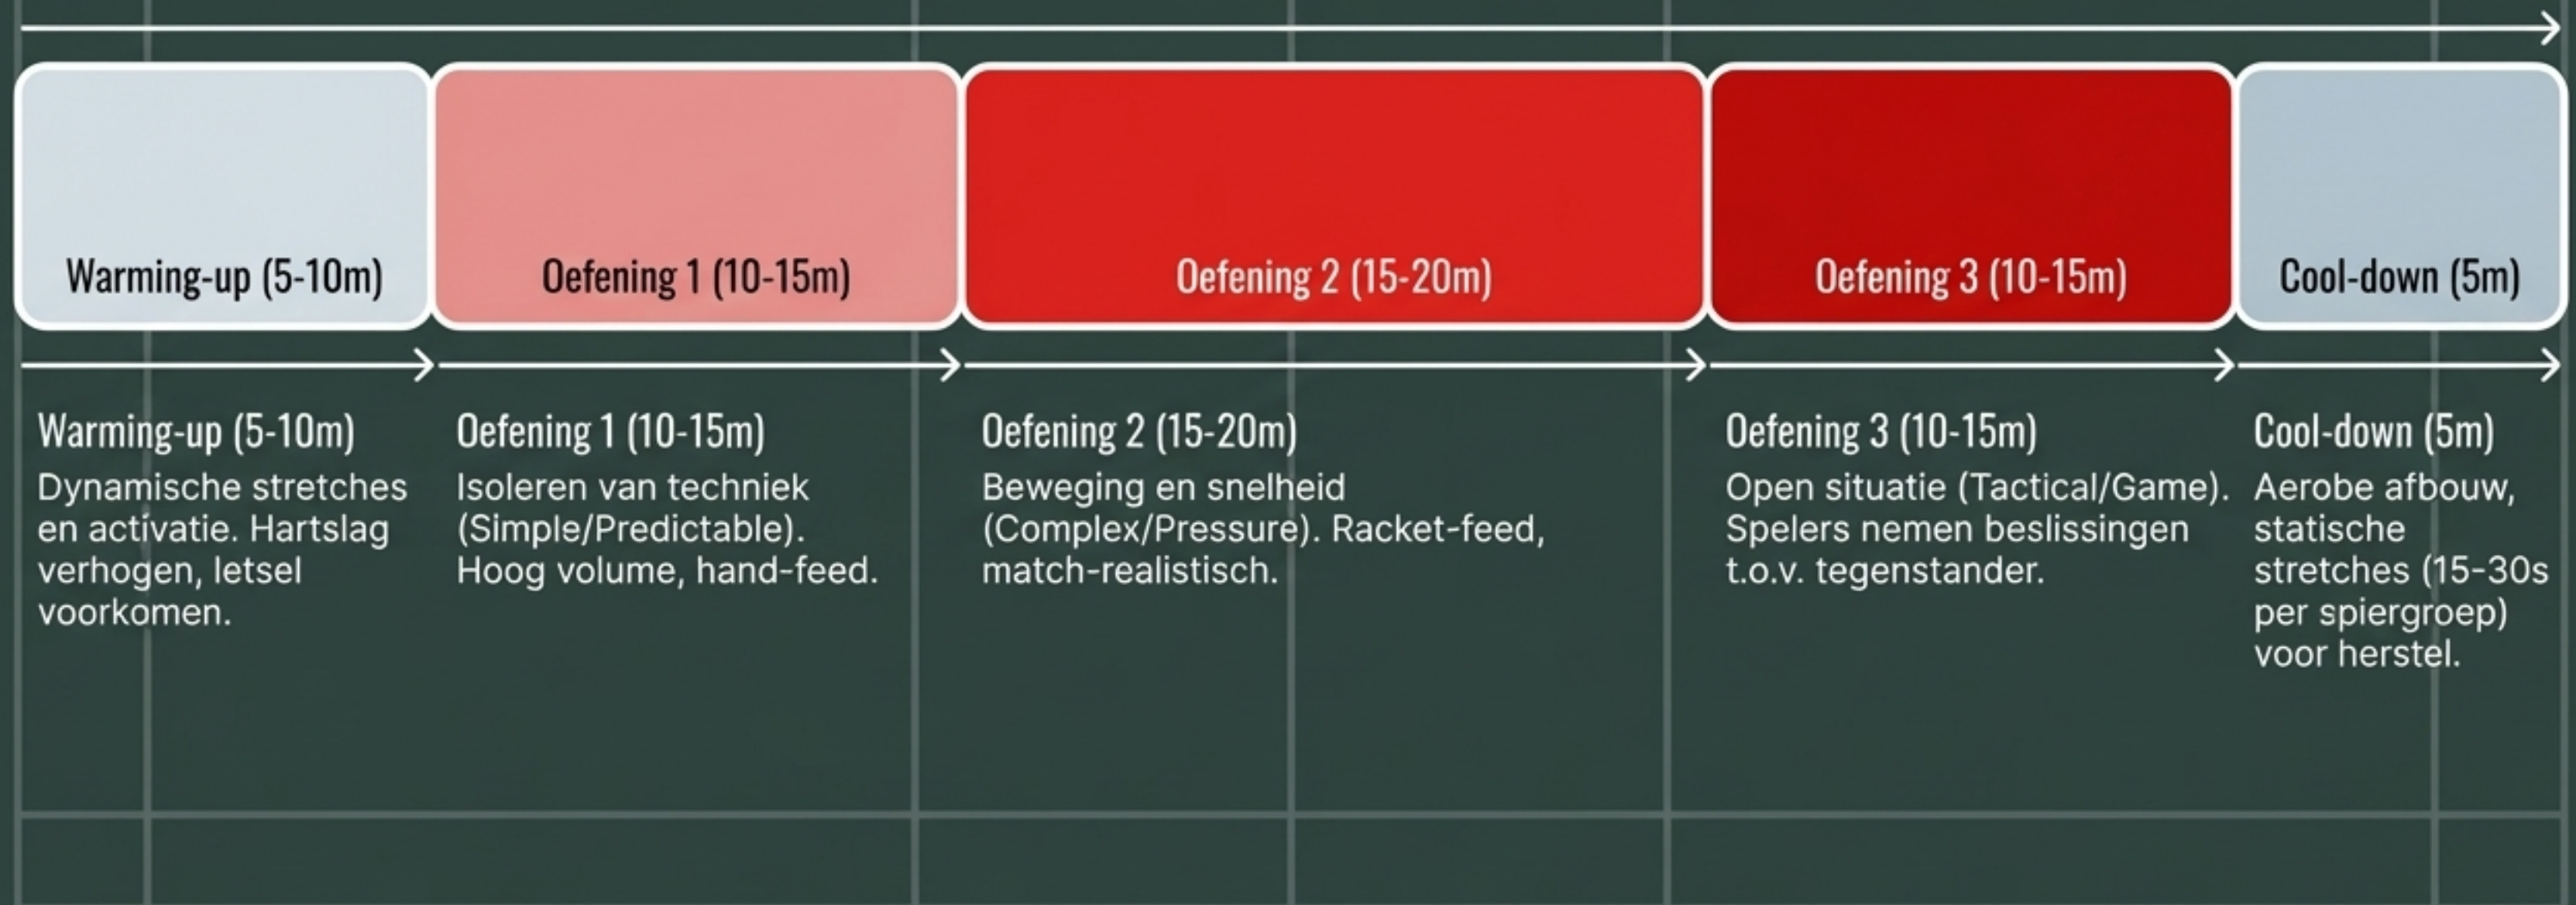 Warming-up (5-10m)
Oefening 1 (10-15m)
Oefening 2 (15-20m)
Oefening 3 (10-15m)
Cool-down (5m)
Warming-up (5-10m)
Dynamische stretches
en activatie. Hartslag
verhogen, letsel
voorkomen.
Oefening 1 (10-15m)
Isoleren van techniek
(Simple/Predictable).
Hoog volume, hand-feed.
Oefening 2 (15-20m)
Beweging en snelheid
(Complex/Pressure). Racket-feed,
match-realistisch.
Oefening 3 (10-15m)
Open situatie (Tactical/Game).
Spelers nemen beslissingen
t.o.v. tegenstander.
Cool-down (5m)
Aerobe afbouw,
statische
stretches (15-30s
per spiergroep)
voor herstel.